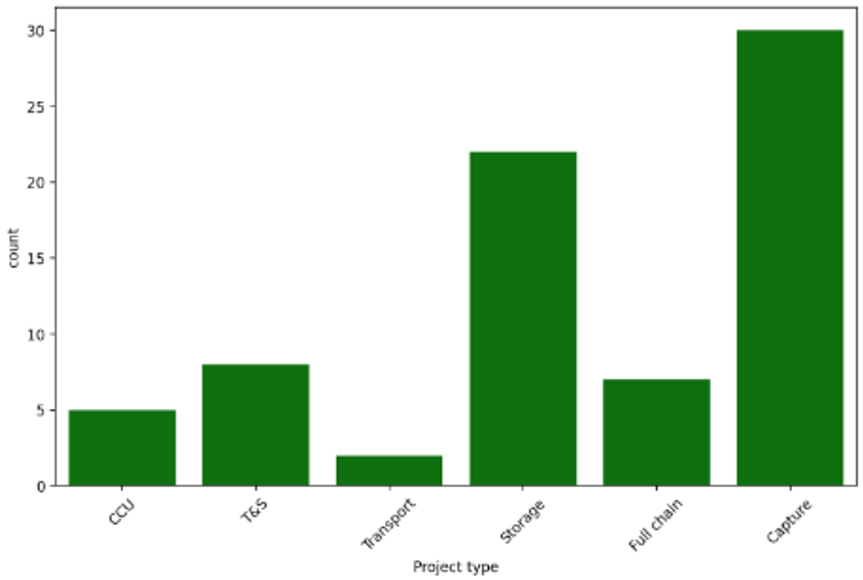 30
25
20
15
10
5
0
count
CCU
T&S
Transport
Storage
Full chain
Capture
Project type